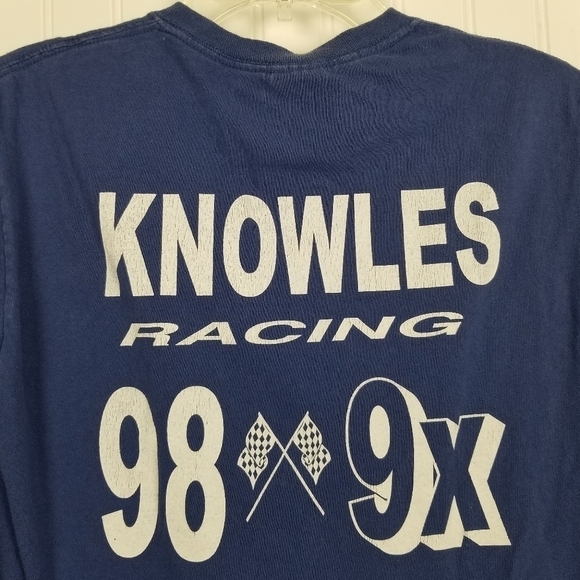 KNOWLES
RACING
98 9x